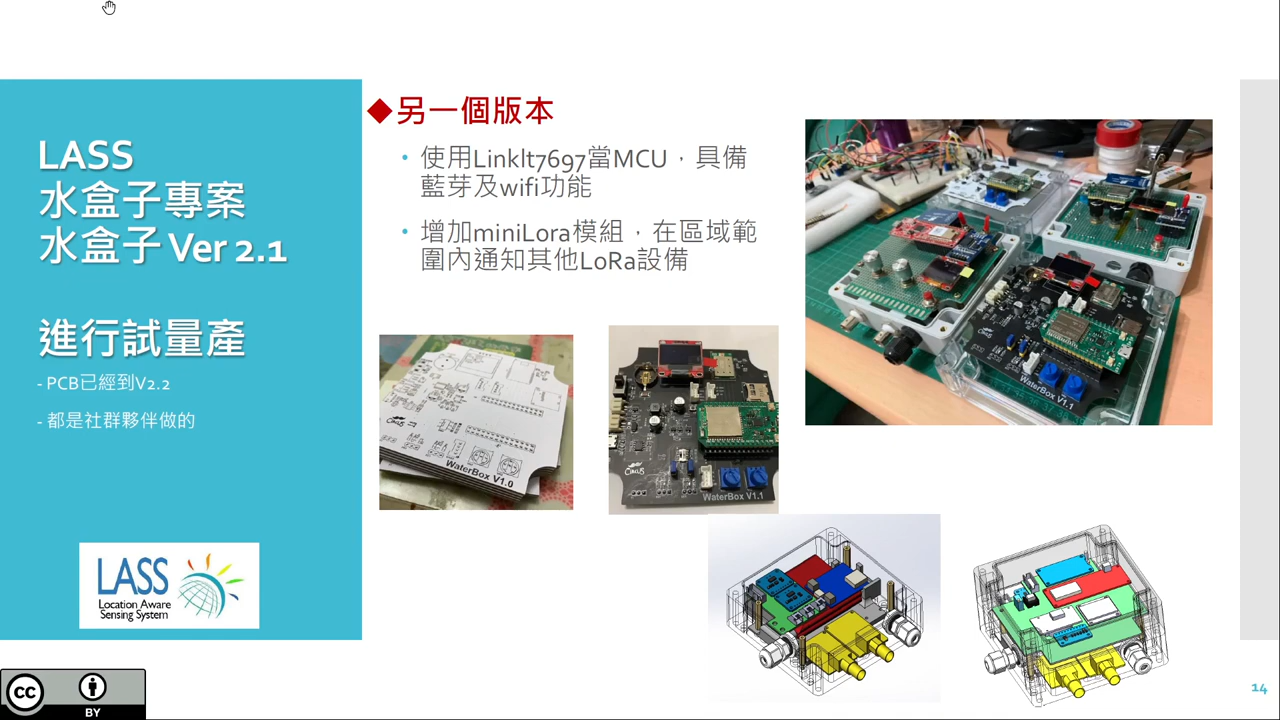 LASS
水盒子專案
水盒子 Ver 2.1
進行試量產
- PCB已經到V2.2
- 都是社群夥伴做的
LASS
Location Aware
Sensing System
◆另一個版本
• 使用LinkIt7697當MCU，具備
藍芽及wifi功能
• 增加miniLora模組，在區域範
圍內通知其他LoRa設備
WaterBox V1.0
WaterBox V1.1
WaterBox V1.1
cc
BY
14